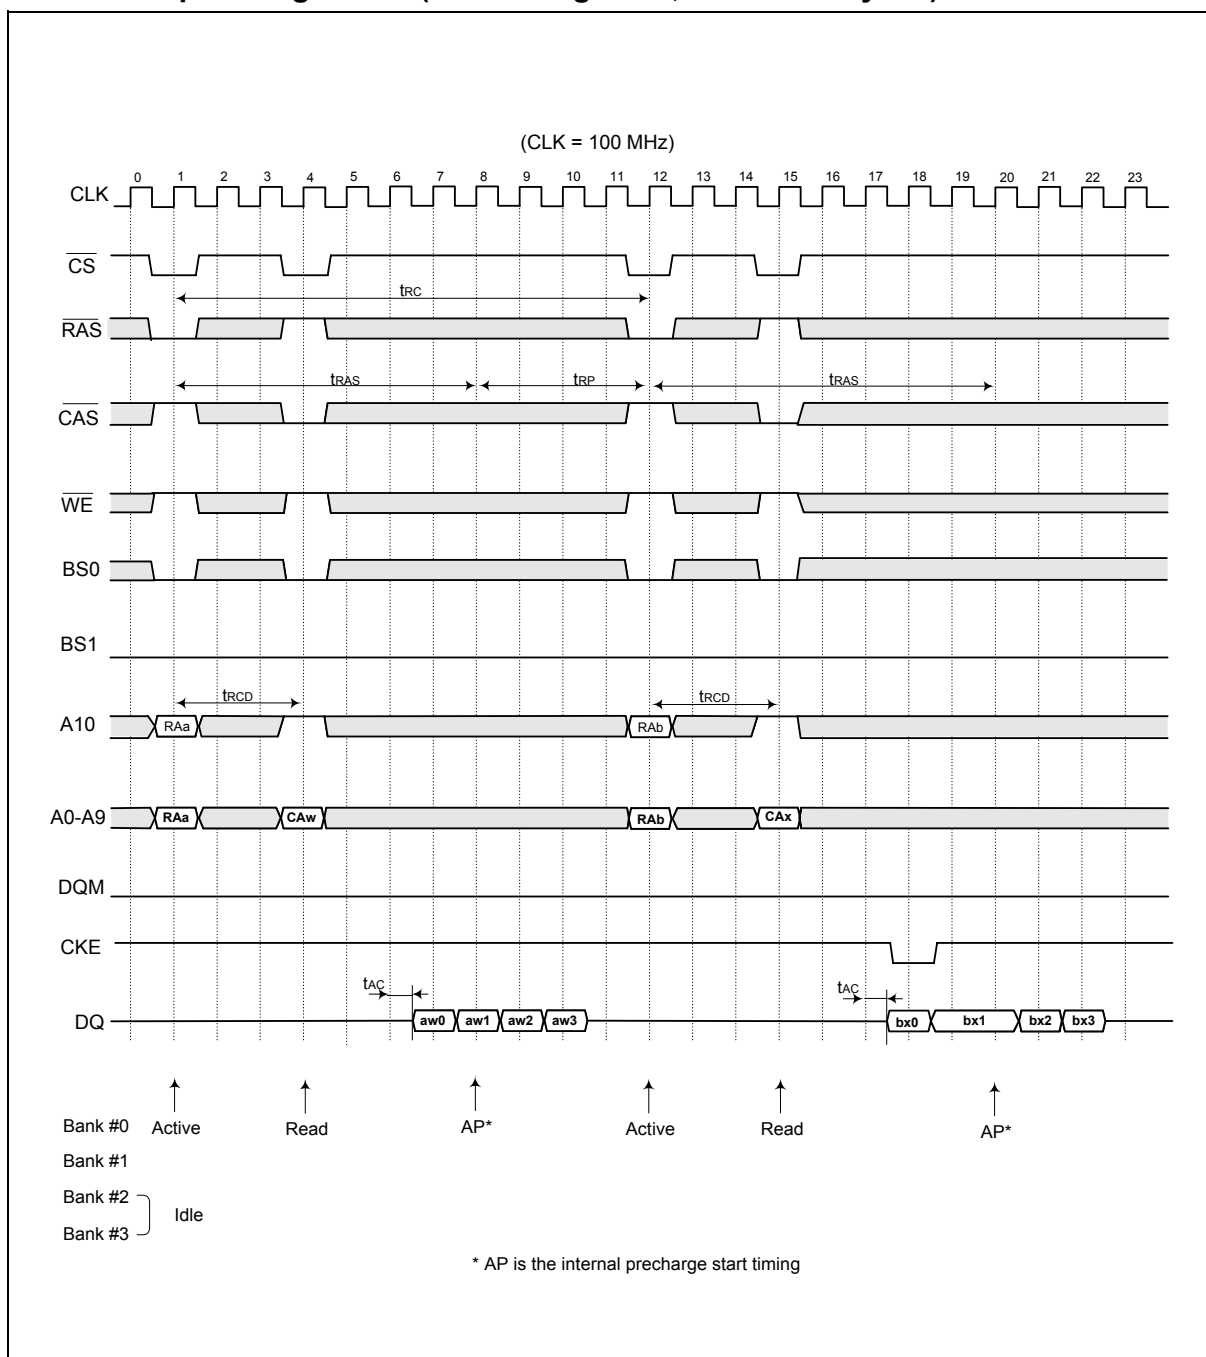 (CLK = 100 MHz)
0 1 2 3 4 5 6 7 8 9 10 11 12 13 14 15 16 17 18 19 20 21 22 23
CLK
CS
tRC
RAS
tRAS tRP tRAS
CAS
WE
BS0
BS1
tRCD tRCD
A10 RAa RAb
A0-A9 RAa CAw RAb CAx
DQM
CKE
tAC tAC
DQ aw0 aw1 aw2 aw3 bx0 bx1 bx2 bx3
Bank #0 Active Read AP* Active Read AP*
Bank #1
Bank #2
Idle
Bank #3
* AP is the internal precharge start timing